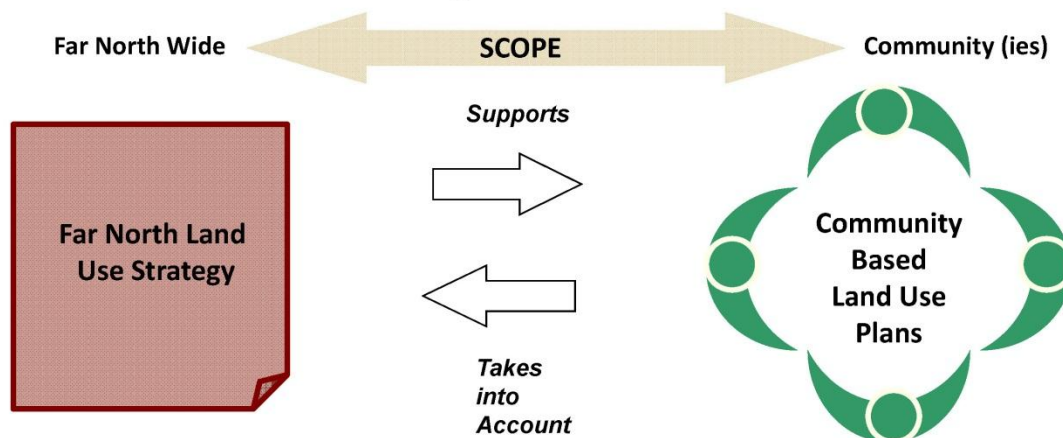 Far North Wide
SCOPE
Community (ies)
Supports
Far North Land
Use Strategy
Community
Based
Land Use
Plans
Takes
into
Account